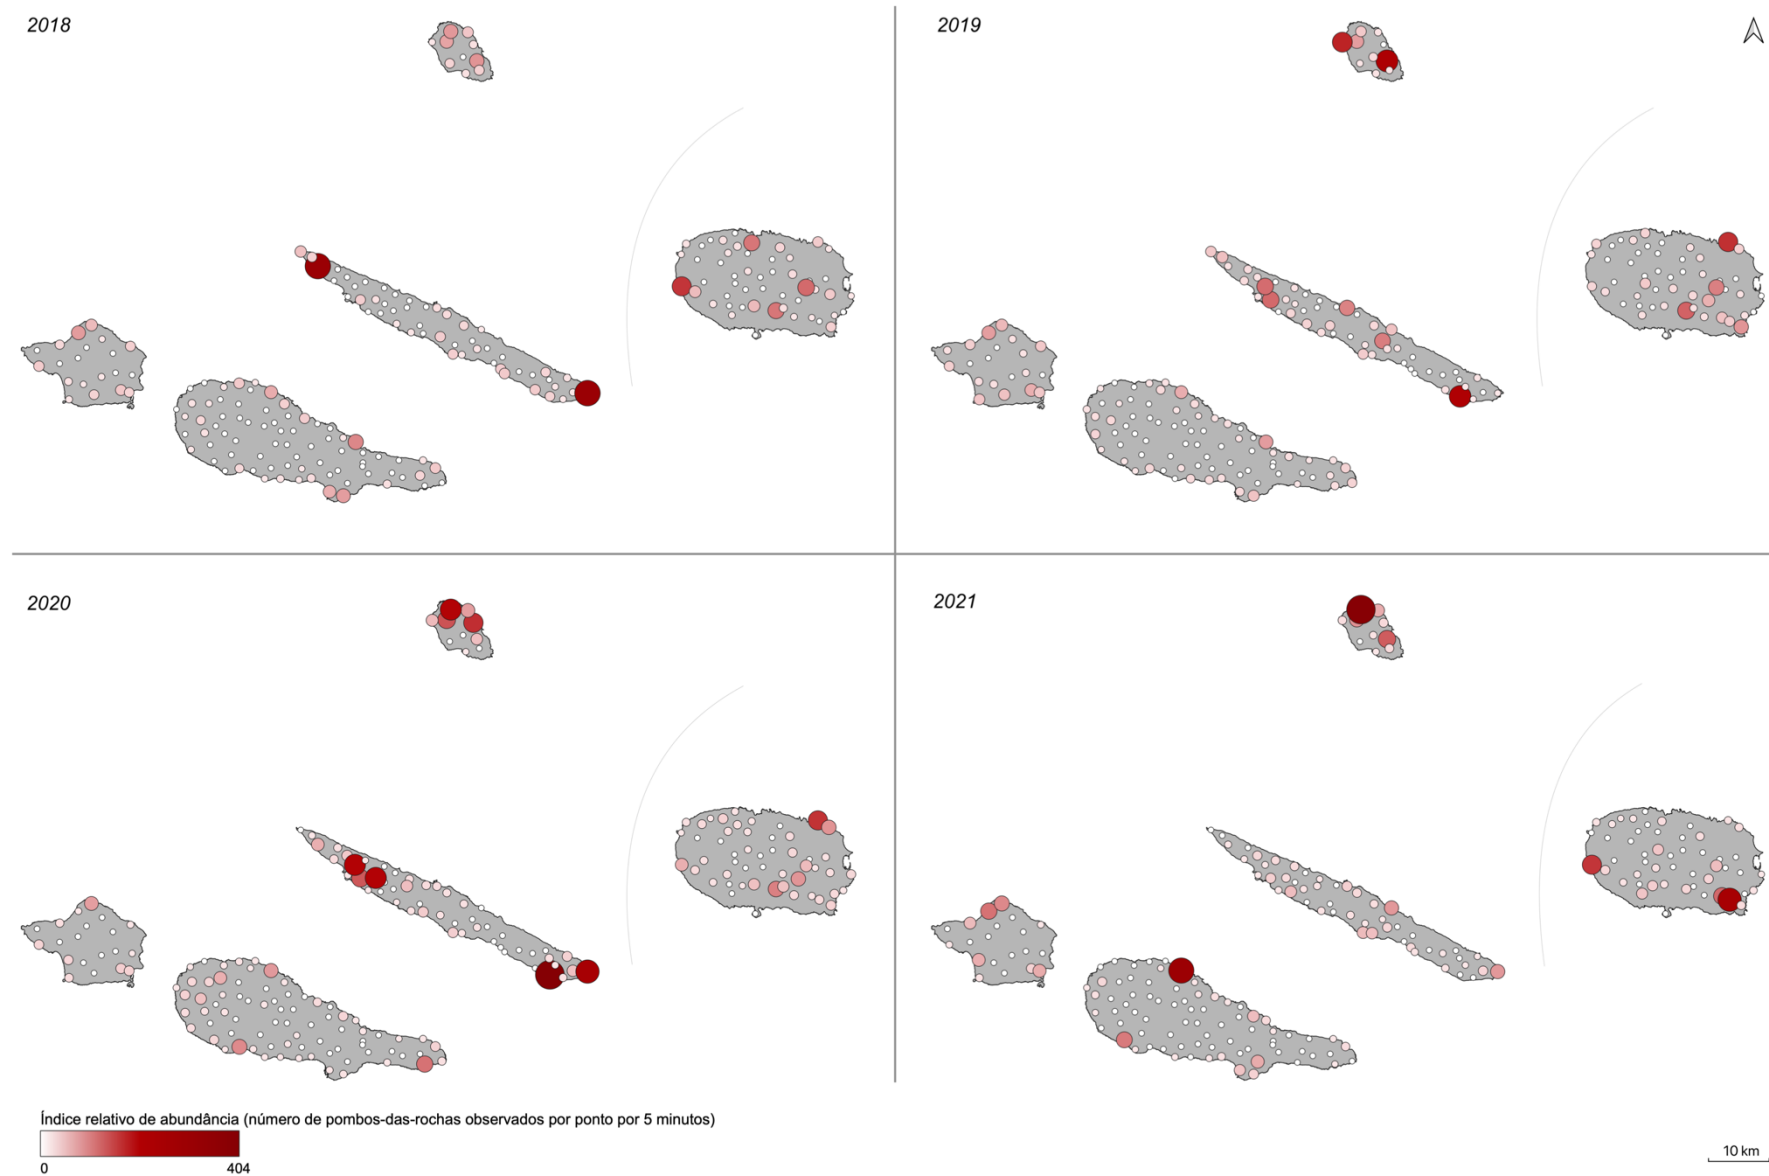 2018
2019
2020
2021
Índice relativo de abundância (número de pombos-das-rochas observados por ponto por 5 minutos)
0 404
10 km